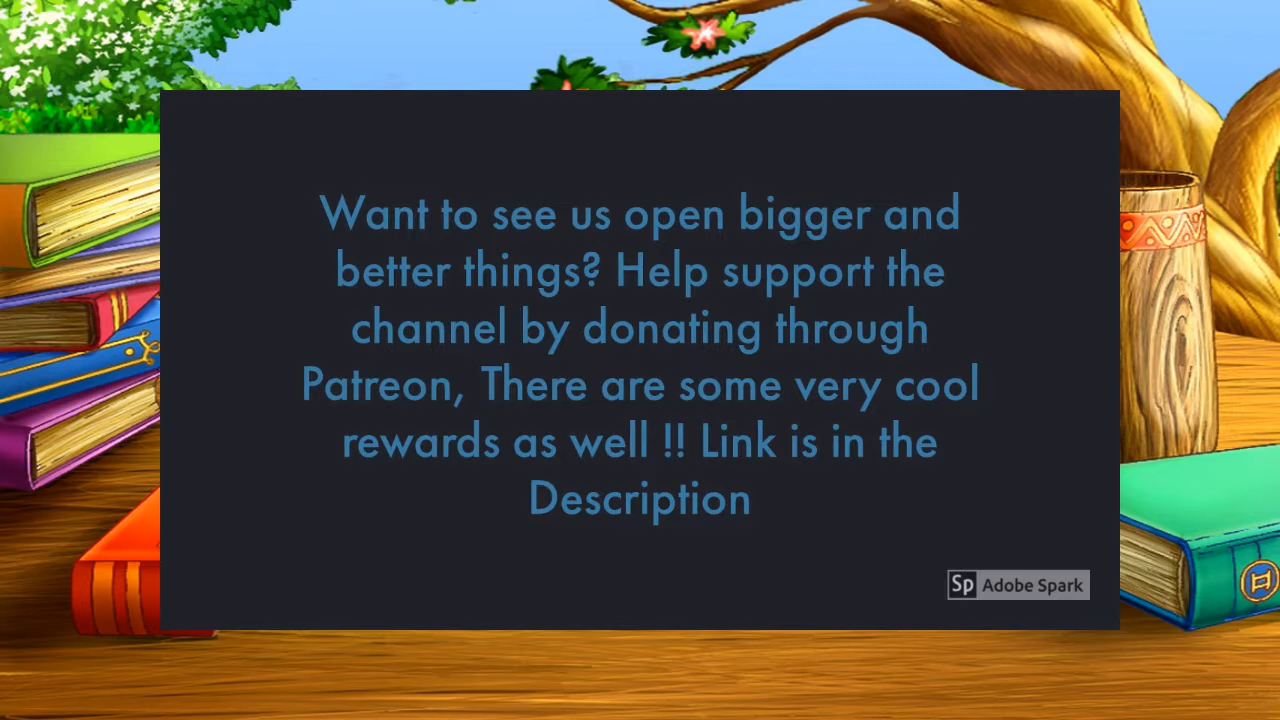 Want to see us open bigger and
better things? Help support the
channel by donating through
Patreon, There are some very cool
rewards as well !! Link is in the
Description
Sp Adobe Spark